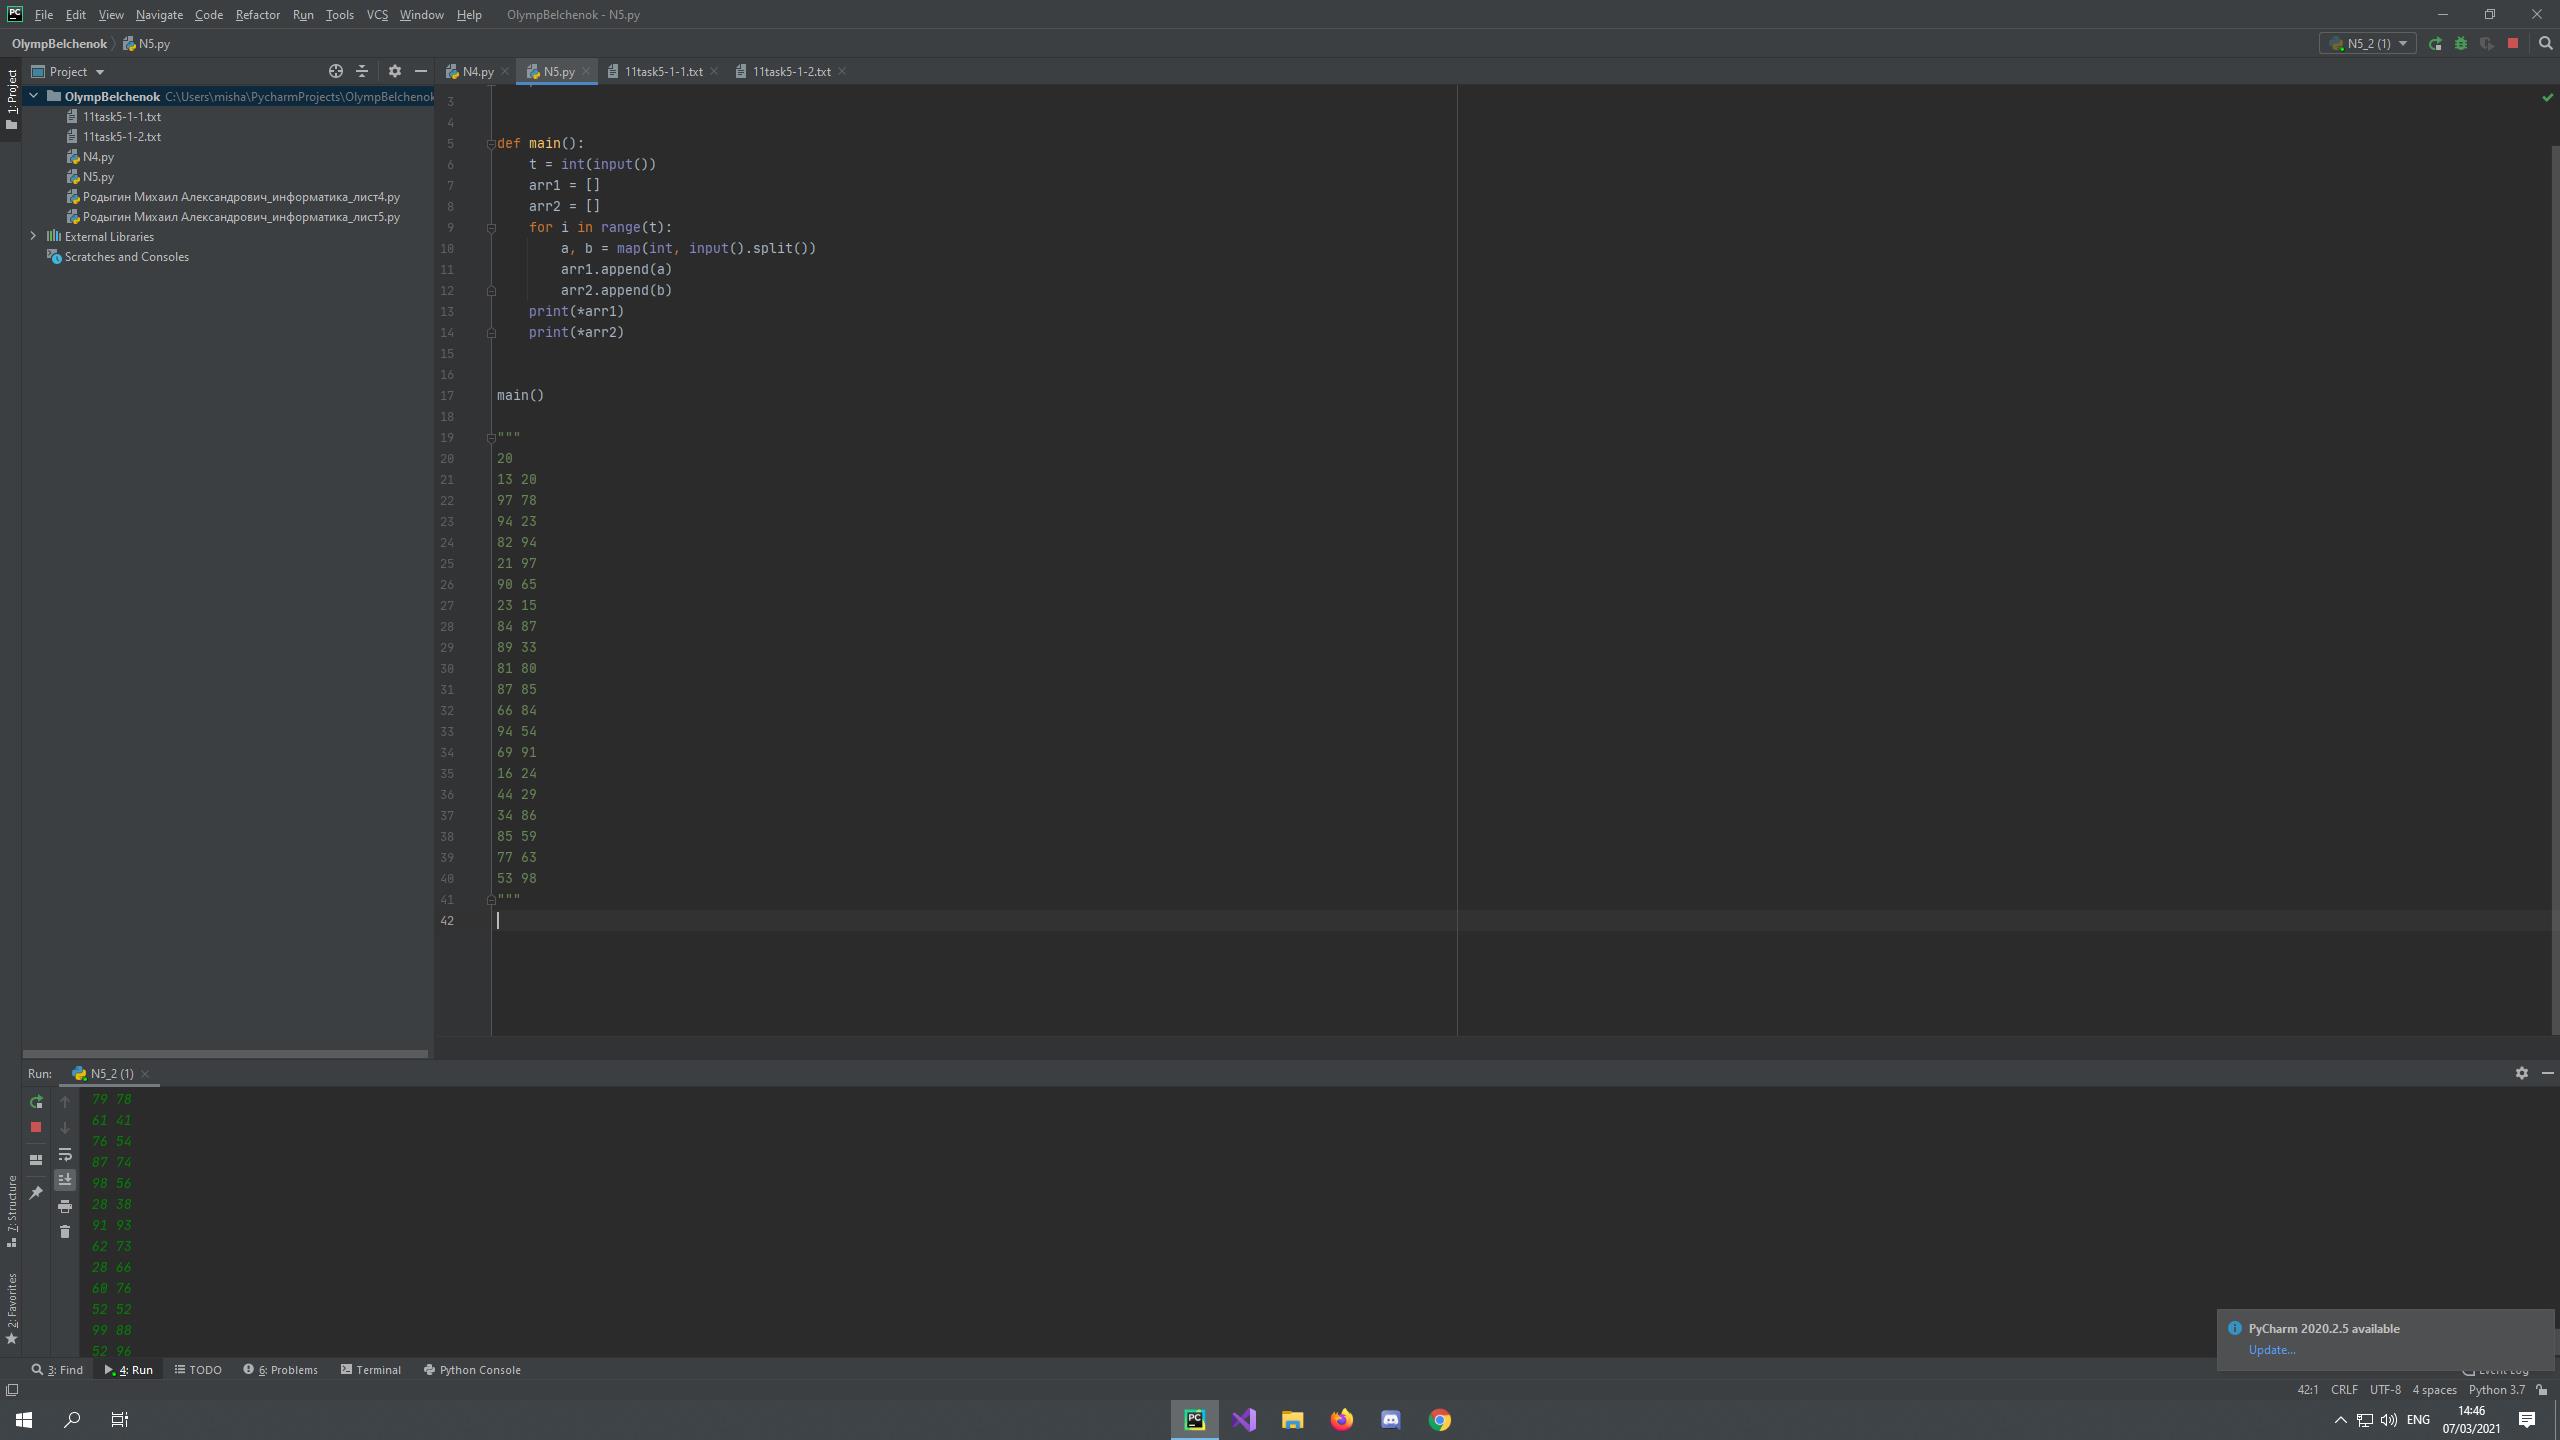 File Edit View Navigate Code Refactor Run Tools VCS Window Help OlympBelchenok - N5.py
OlympBelchenok N5.py N5_2 (1)
1: Project
Project
N4.py N5.py 11task5-1-1.txt 11task5-1-2.txt
OlympBelchenok C:\Users\misha\PycharmProjects\OlympBelchenok
11task5-1-1.txt
11task5-1-2.txt
N4.py
N5.py
Родыгин Михаил Александрович_информатика_лист4.py
Родыгин Михаил Александрович_информатика_лист5.py
External Libraries
Scratches and Consoles
3
4
5 def main():
6 t = int(input())
7 arr1 = []
8 arr2 = []
9 for i in range(t):
10 a, b = map(int, input().split())
11 arr1.append(a)
12 arr2.append(b)
13 print(*arr1)
14 print(*arr2)
15
16
17 main()
18
19 """
20 20
21 13 20
22 97 78
23 94 23
24 82 94
25 21 97
26 90 65
27 23 15
28 84 87
29 89 33
30 81 80
31 87 85
32 66 84
33 94 54
34 69 91
35 16 24
36 44 29
37 34 86
38 85 59
39 77 63
40 53 98
41 """
42
Run: N5_2 (1)
79 78
61 41
76 54
87 74
98 56
28 38
91 93
62 73
28 66
60 76
52 52
99 88
52 96
7: Structure
2: Favorites
PyCharm 2020.2.5 available
Update...
3: Find 4: Run TODO 6: Problems Terminal Python Console Event Log
42:1 CRLF UTF-8 4 spaces Python 3.7
PC
ENG
14:46
07/03/2021